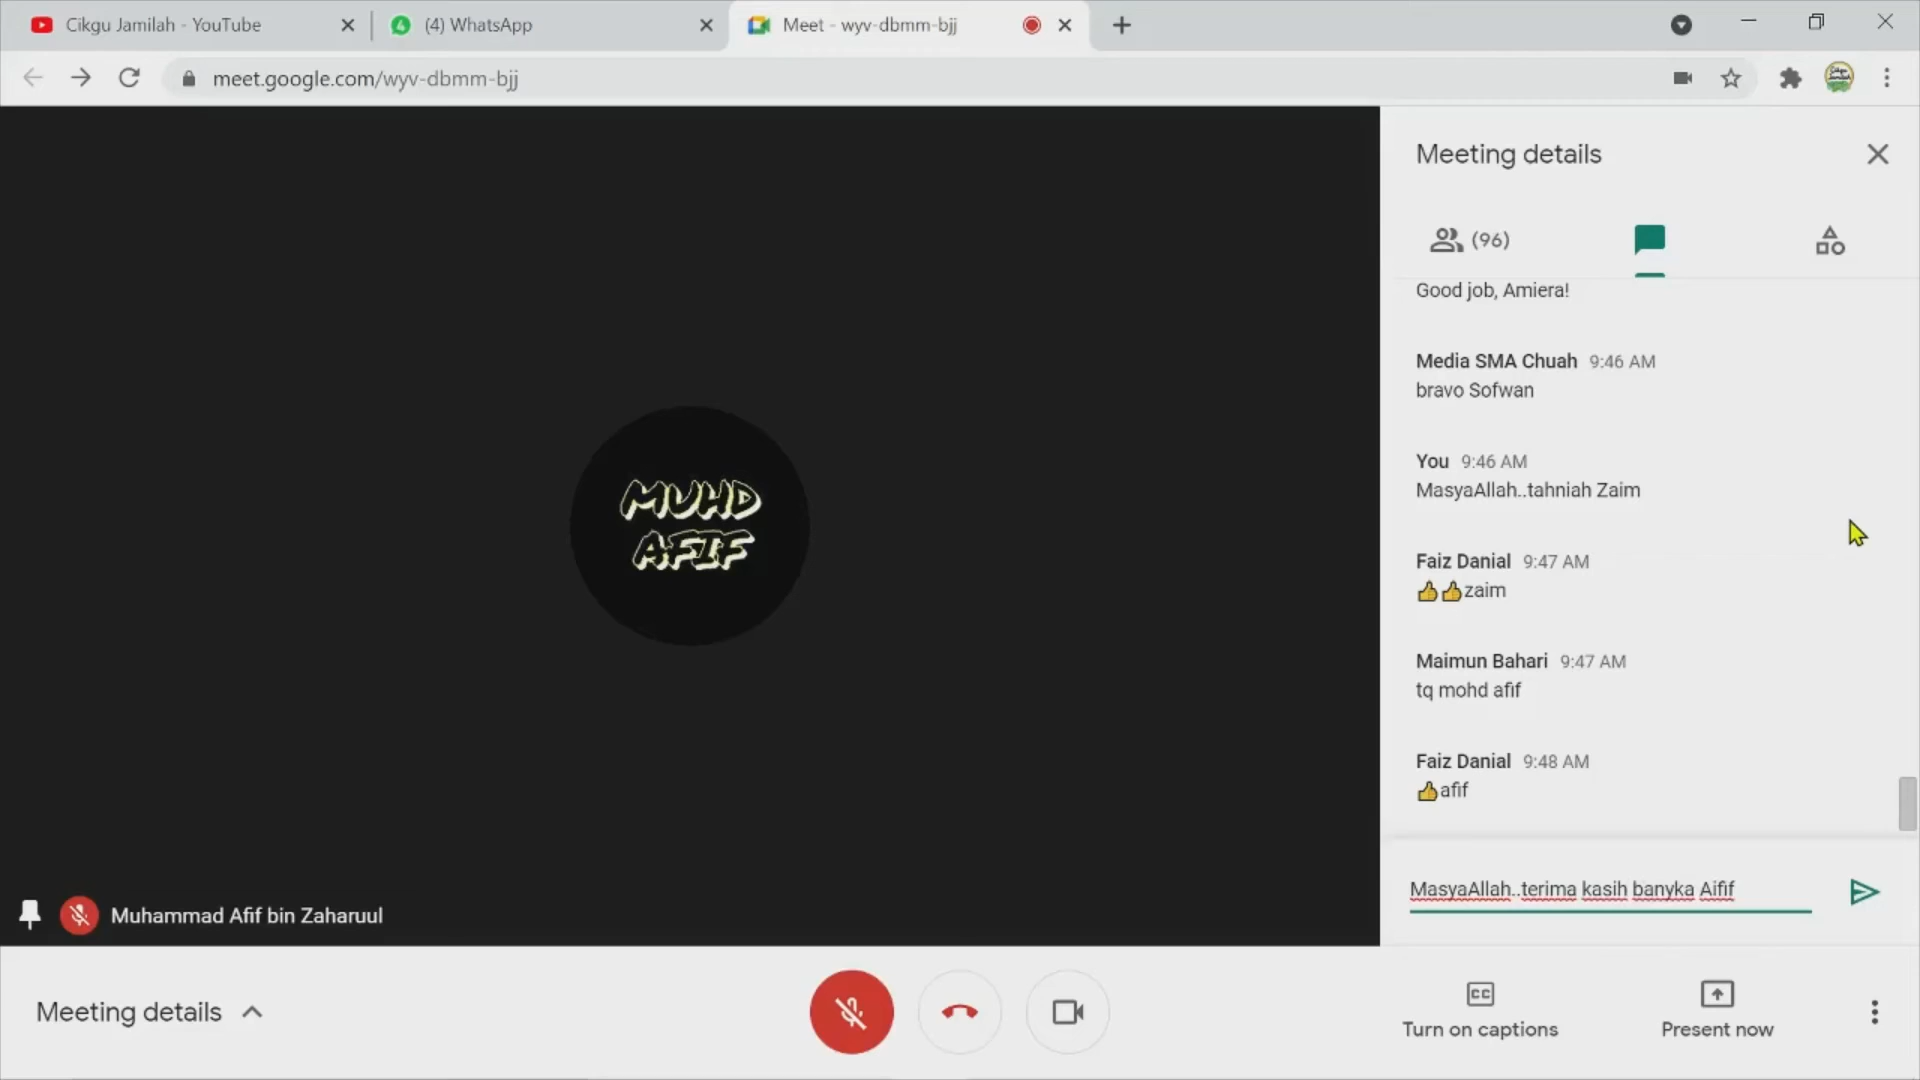 Cikgu Jamilah - YouTube
(4) WhatsApp
Meet - wyv-dbmm-bjj
meet.google.com/wyv-dbmm-bjj
MUHD
AFIF
Muhammad Afif bin Zaharuul
Meeting details
(96)
Good job, Amiera!
Media SMA Chuah 9:46 AM
bravo Sofwan
You 9:46 AM
MasyaAllah..tahniah Zaim
Faiz Danial 9:47 AM
👍👍zaim
Maimun Bahari 9:47 AM
tq mohd afif
Faiz Danial 9:48 AM
👍afif
MasyaAllah..terima kasih banyka Aifif
Meeting details
Turn on captions
Present now